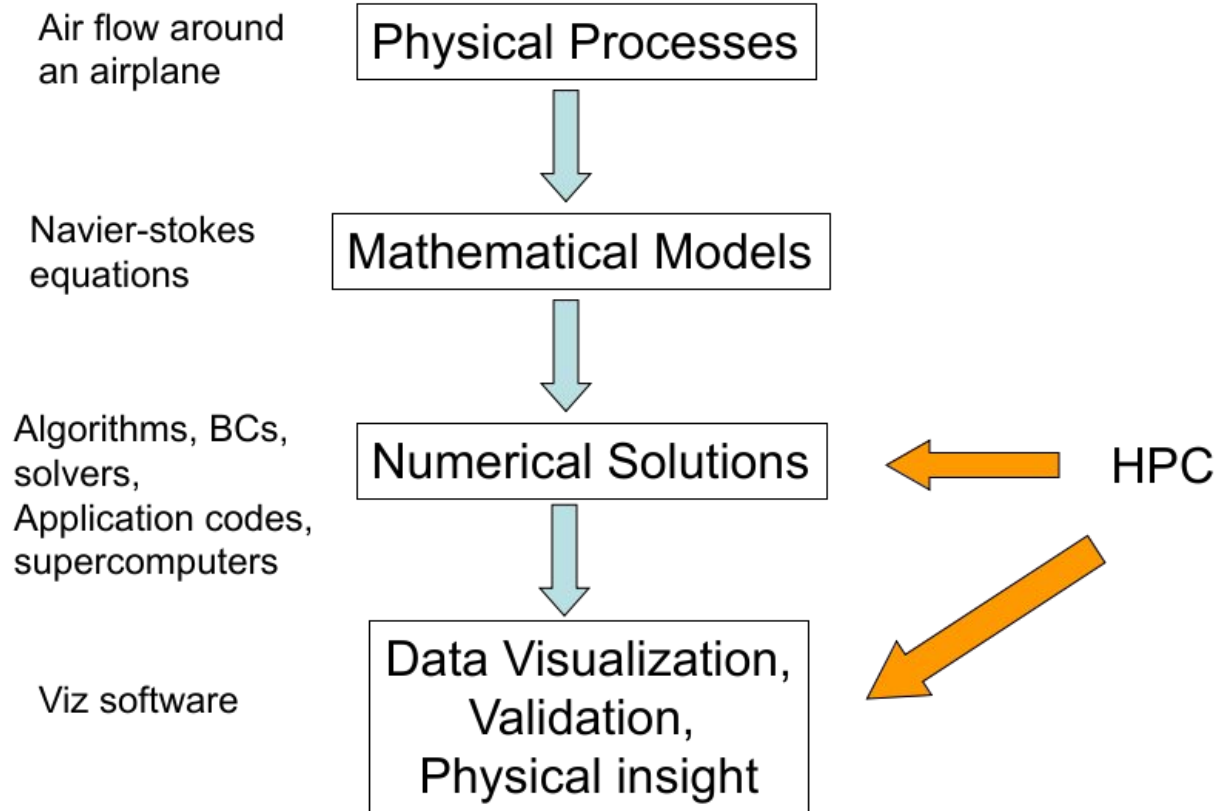 Air flow around
an airplane
Physical Processes
Navier-stokes
equations
Mathematical Models
Algorithms, BCs,
solvers,
Application codes,
supercomputers
Numerical Solutions
HPC
Viz software
Data Visualization,
Validation,
Physical insight